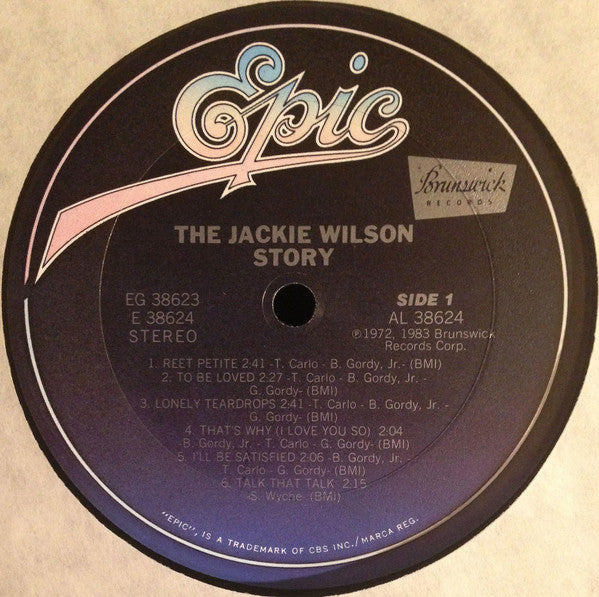 Epic
Brunswick
RECORDS
THE JACKIE WILSON
STORY
EG 38623
E 38624
STEREO
SIDE 1
AL 38624
℗1972, 1983 Brunswick
Records Corp.
1. REET PETITE 2:41 -T. Carlo - B. Gordy, Jr.- (BMI)
2. TO BE LOVED 2:27 -T. Carlo - B. Gordy, Jr. -
G. Gordy- (BMI)
3. LONELY TEARDROPS 2:41 -T. Carlo - B. Gordy, Jr. -
G. Gordy- (BMI)
4. THAT'S WHY (I LOVE YOU SO) 2:04
-B. Gordy, Jr. - T. Carlo - G. Gordy- (BMI)
5. I'LL BE SATISFIED 2:06 -B. Gordy, Jr. -
T. Carlo - G. Gordy- (BMI)
6. TALK THAT TALK 2:15
-S. Wyche- (BMI)
"EPIC", IS A TRADEMARK OF CBS INC./MARCA REG.